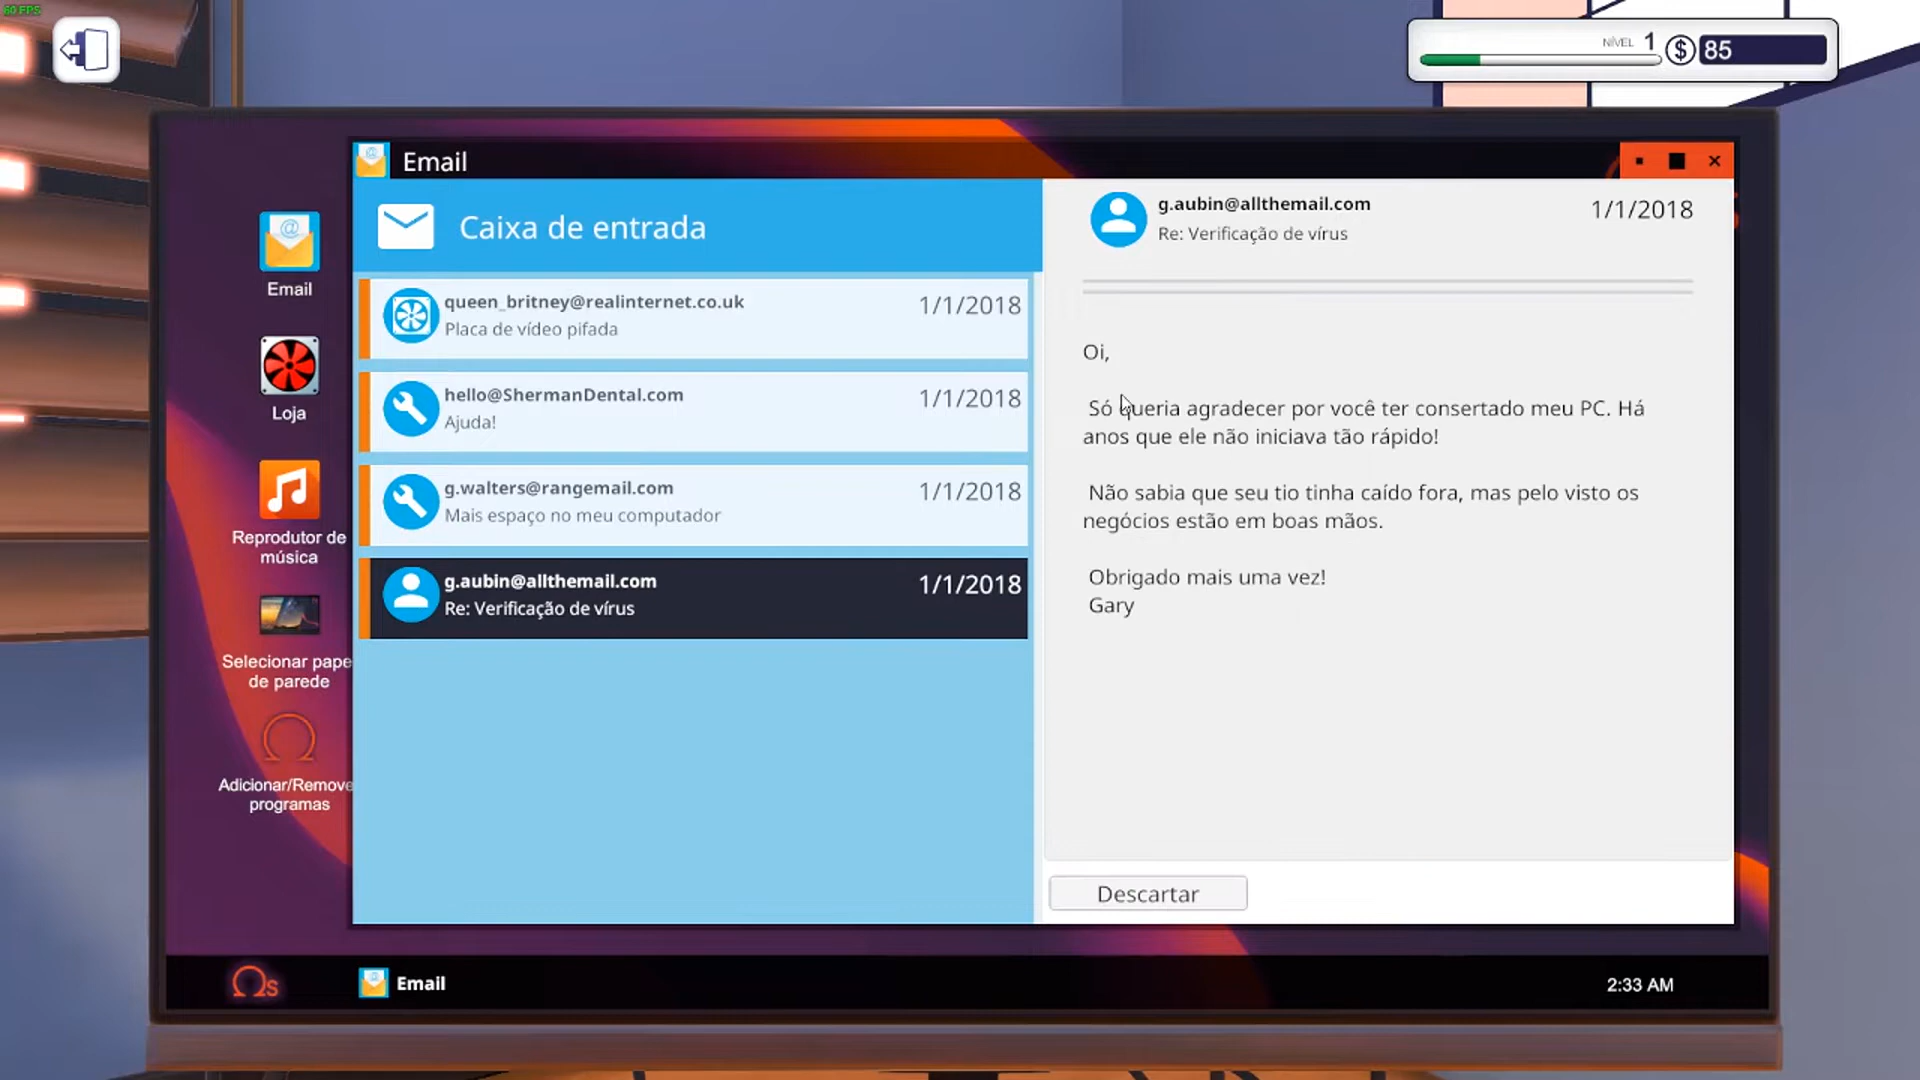 60 FPS
NÍVEL 1
85
Email
Caixa de entrada
queen_britney@realinternet.co.uk 1/1/2018
Placa de vídeo pifada
hello@ShermanDental.com 1/1/2018
Ajuda!
g.walters@rangemail.com 1/1/2018
Mais espaço no meu computador
g.aubin@allthemail.com 1/1/2018
Re: Verificação de vírus
g.aubin@allthemail.com 1/1/2018
Re: Verificação de vírus
Oi,
Só queria agradecer por você ter consertado meu PC. Há
anos que ele não iniciava tão rápido!
Não sabia que seu tio tinha caído fora, mas pelo visto os
negócios estão em boas mãos.
Obrigado mais uma vez!
Gary
Descartar
Email
Loja
Reprodutor de
música
Selecionar pape
de parede
Adicionar/Remove
programas
Ωs
Email
2:33 AM